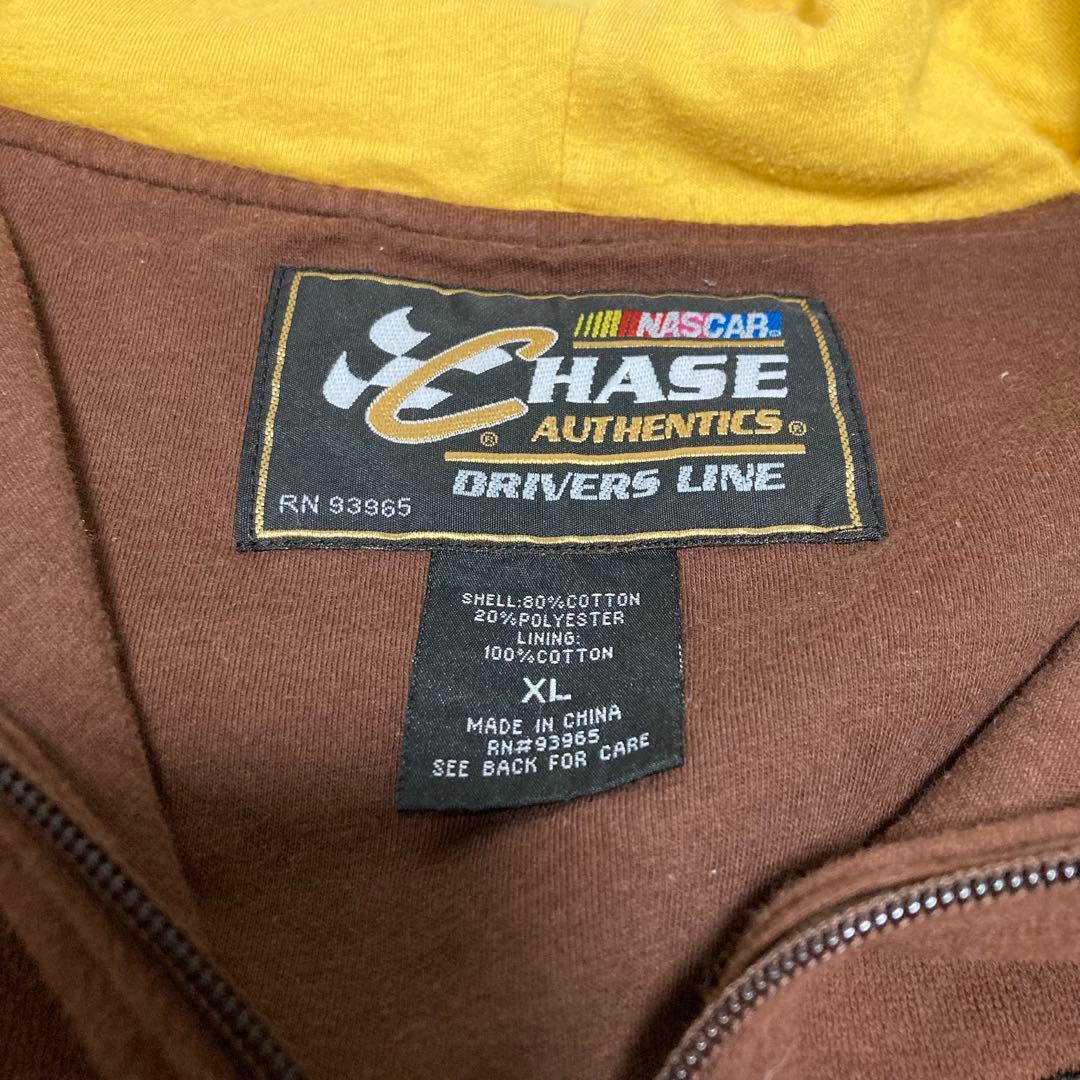 NASCAR
CHASE
® AUTHENTICS®
DRIVERS LINE
RN 93965
SHELL:80%COTTON
20%POLYESTER
LINING:
100%COTTON
XL
MADE IN CHINA
RN#93965
SEE BACK FOR CARE